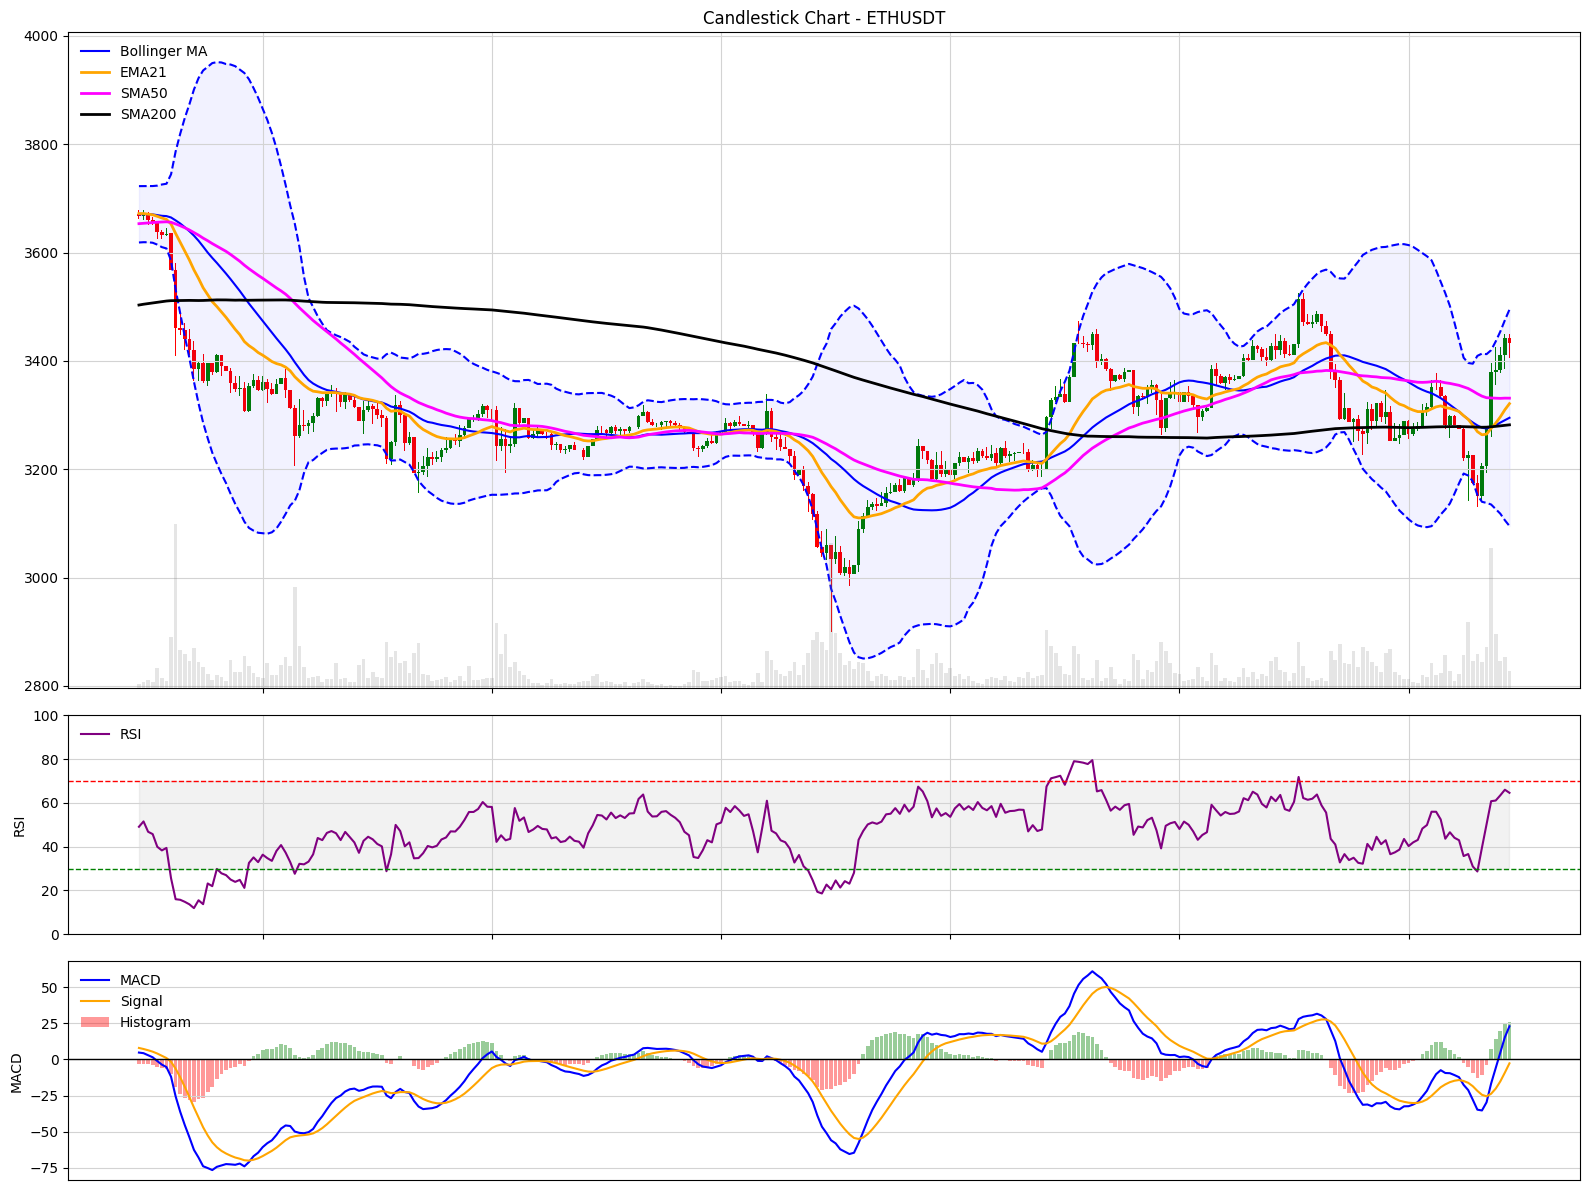 Candlestick Chart - ETHUSDT
4000
3800
3600
3400
3200
3000
2800
Bollinger MA
EMA21
SMA50
SMA200
RSI
100
80
60
40
20
0
RSI
MACD
50
25
0
−25
−50
−75
MACD
Signal
Histogram